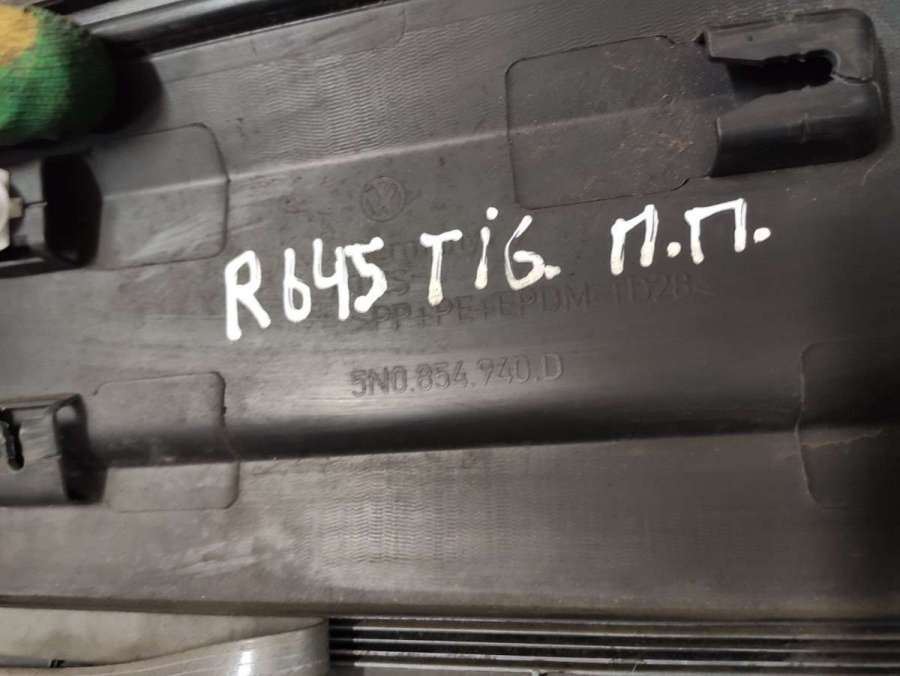 R645 TiG. П.П.
>PP+PE+EPDM-TD28<
5N0.854.940.D